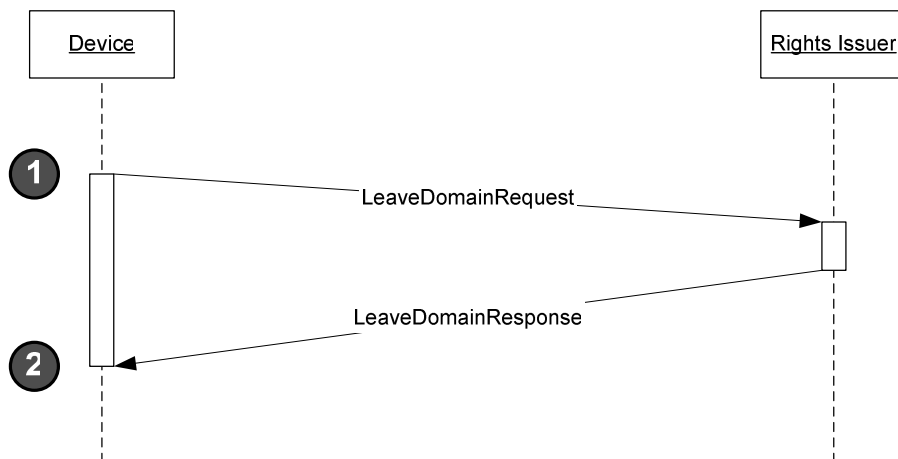 Device
Rights Issuer
1
LeaveDomainRequest
LeaveDomainResponse
2